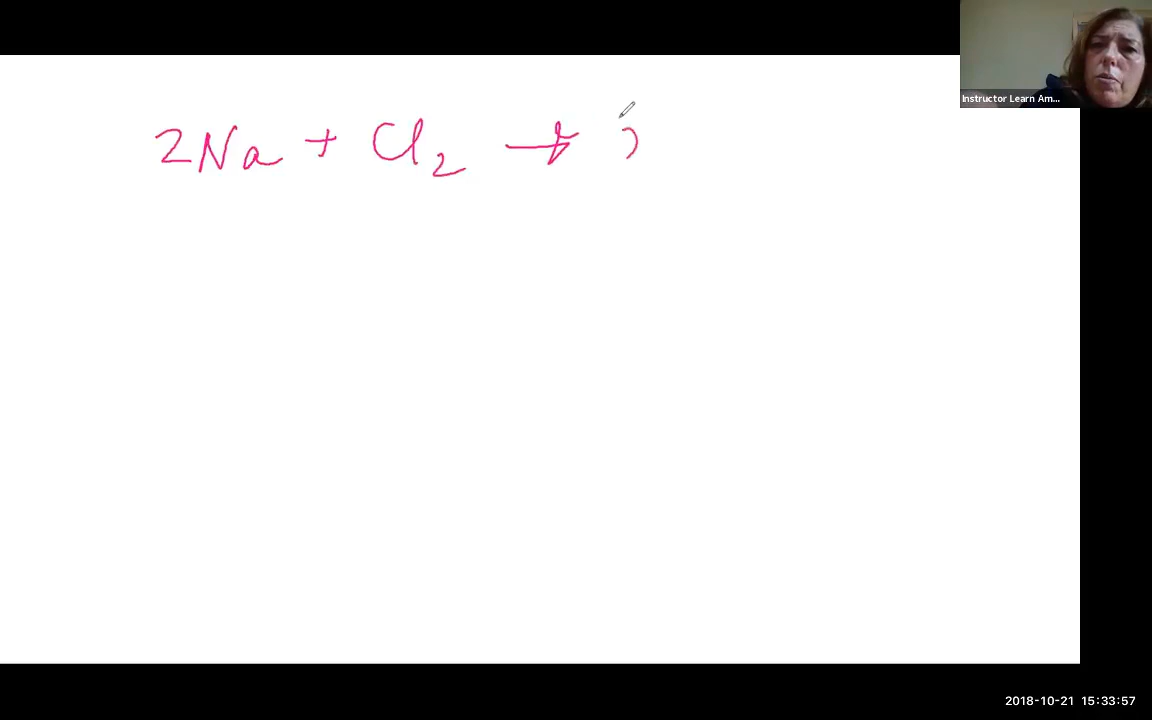 2Na + Cl2 →
Instructor Learn Am...
2018-10-21 15:33:57